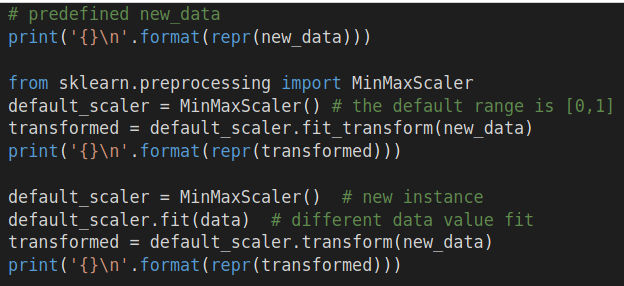 # predefined new_data
print('{}\n'.format(repr(new_data)))
from sklearn.preprocessing import MinMaxScaler
default_scaler = MinMaxScaler() # the default range is [0,1]
transformed = default_scaler.fit_transform(new_data)
print('{}\n'.format(repr(transformed)))
default_scaler = MinMaxScaler()  # new instance
default_scaler.fit(data)  # different data value fit
transformed = default_scaler.transform(new_data)
print('{}\n'.format(repr(transformed)))